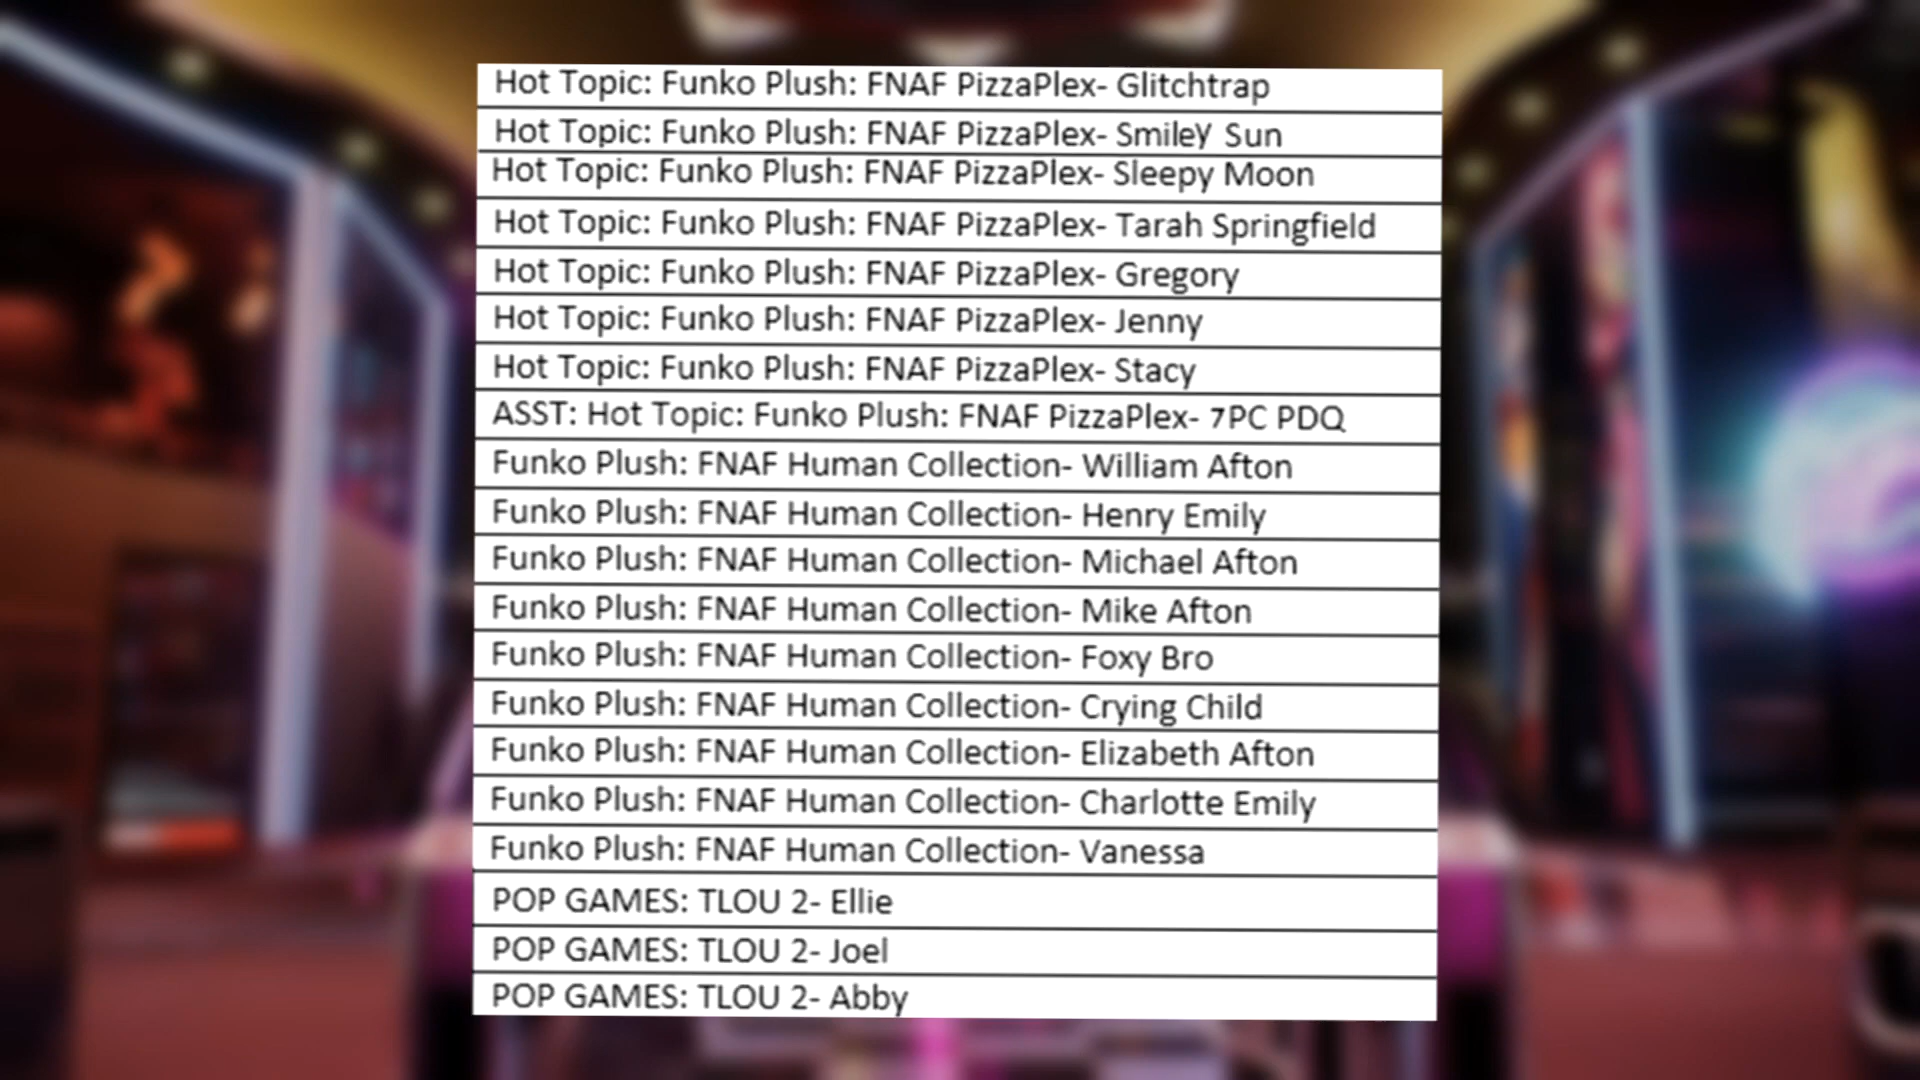 Hot Topic: Funko Plush: FNAF PizzaPlex- Glitchtrap
Hot Topic: Funko Plush: FNAF PizzaPlex- SmileY Sun
Hot Topic: Funko Plush: FNAF PizzaPlex- Sleepy Moon
Hot Topic: Funko Plush: FNAF PizzaPlex- Tarah Springfield
Hot Topic: Funko Plush: FNAF PizzaPlex- Gregory
Hot Topic: Funko Plush: FNAF PizzaPlex- Jenny
Hot Topic: Funko Plush: FNAF PizzaPlex- Stacy
ASST: Hot Topic: Funko Plush: FNAF PizzaPlex- 7PC PDQ
Funko Plush: FNAF Human Collection- William Afton
Funko Plush: FNAF Human Collection- Henry Emily
Funko Plush: FNAF Human Collection- Michael Afton
Funko Plush: FNAF Human Collection- Mike Afton
Funko Plush: FNAF Human Collection- Foxy Bro
Funko Plush: FNAF Human Collection- Crying Child
Funko Plush: FNAF Human Collection- Elizabeth Afton
Funko Plush: FNAF Human Collection- Charlotte Emily
Funko Plush: FNAF Human Collection- Vanessa
POP GAMES: TLOU 2- Ellie
POP GAMES: TLOU 2- Joel
POP GAMES: TLOU 2- Abby